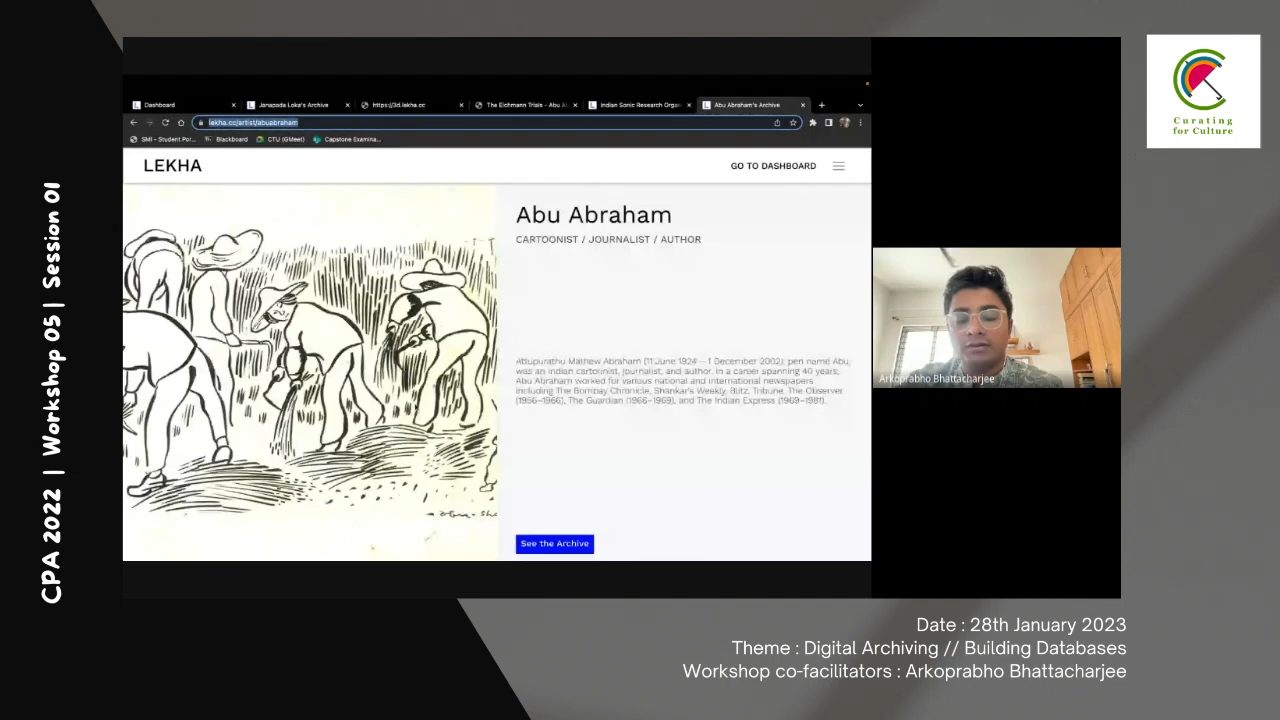 CPA 2022 | Workshop 05 | Session 01
Dashboard
Janapada Loka's Archive
https://3d.lekha.cc
The Eichmann Trials - Abu A
Indian Sonic Research Organ
Abu Abraham's Archive
lekha.cc/artist/abuabraham
SMI - Student Por...
Blackboard
CTU (GMeet)
Capstone Examina...
LEKHA
GO TO DASHBOARD
Abu Abraham
CARTOONIST / JOURNALIST / AUTHOR
Attupurathu Mathew Abraham (11 June 1924 – 1 December 2002); pen name Abu,
was an Indian cartoonist, journalist, and author. In a career spanning 40 years,
Abu Abraham worked for various national and international newspapers
including The Bombay Chronicle, Shankar's Weekly, Blitz, Tribune, The Observer
(1956–1966), The Guardian (1966–1969), and The Indian Express (1969–1981).
See the Archive
Arkoprabho Bhattacharjee
Curating
for Culture
Date : 28th January 2023
Theme : Digital Archiving // Building Databases
Workshop co-facilitators : Arkoprabho Bhattacharjee